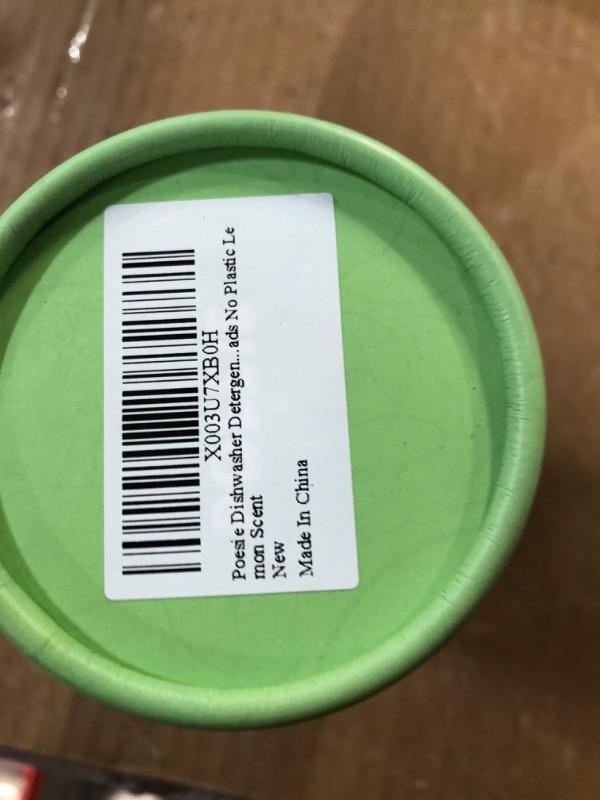 X003U7XB0H
Poesie Dishwasher Detergen...ads No Plastic Le
mon Scent
New
Made In China